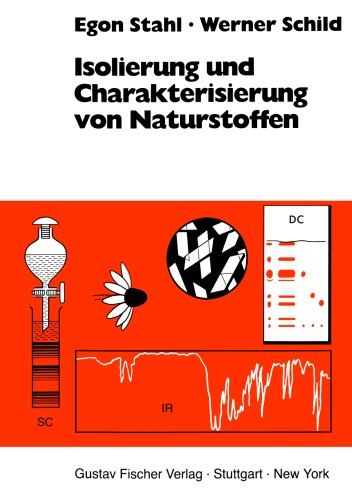 Egon Stahl · Werner Schild
Isolierung und
Charakterisierung
von Naturstoffen
DC
IR
SC
Gustav Fischer Verlag · Stuttgart · New York